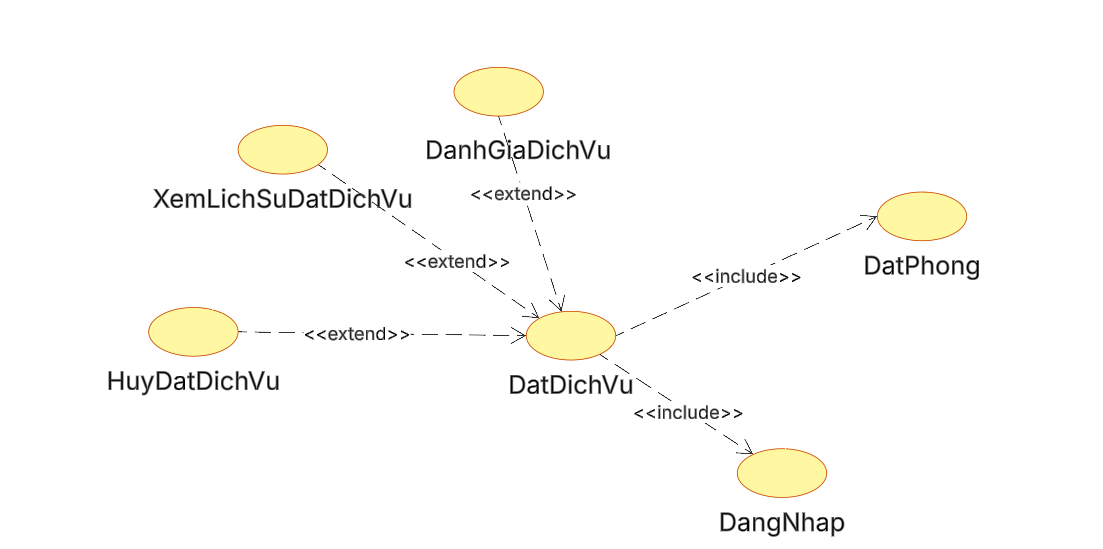 DanhGiaDichVu
XemLichSuDatDichVu
<<extend>>
<<extend>>
DatPhong
<<include>>
<<extend>>
HuyDatDichVu
DatDichVu
<<include>>
DangNhap